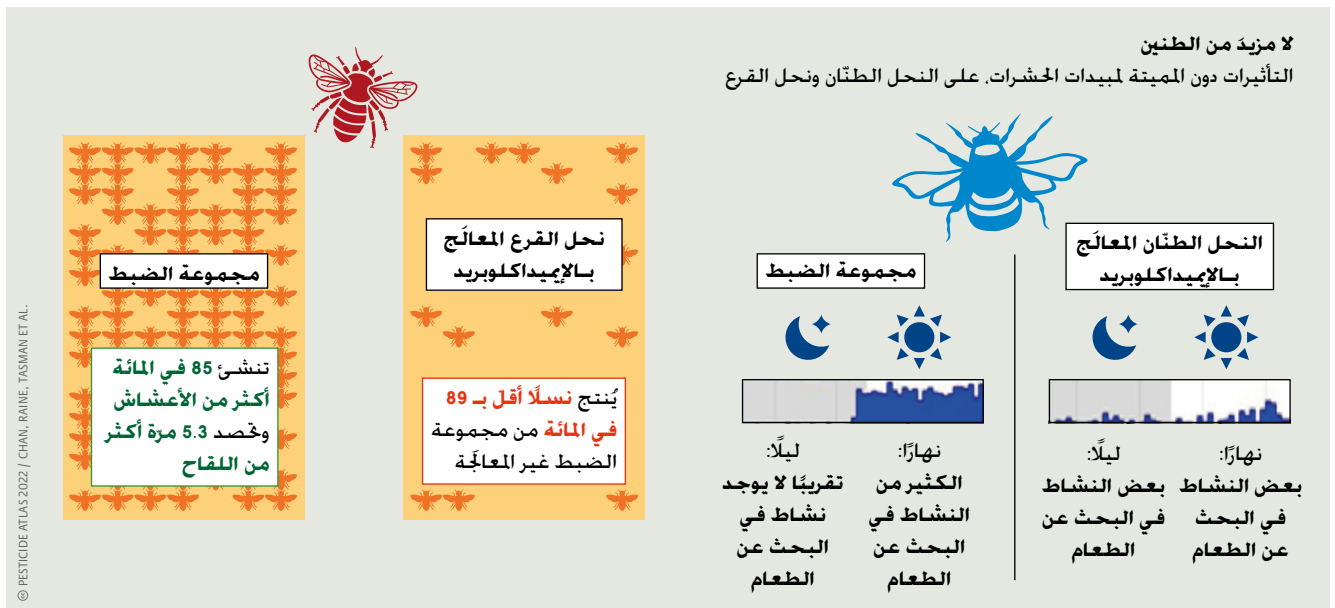 لا مزيدَ من الطنين
التأثيرات دون المميتة لمبيدات الحشرات، على النحل الطنّان ونحل القرع
النحل الطنّان المعالَج
بـالإيميداكلوبريد
نهارًا:
بعض النشاط
في البحث
عن الطعام
ليلًا:
بعض النشاط
في البحث عن
الطعام
مجموعة الضبط
نهارًا:
الكثير من
النشاط في
البحث عن
الطعام
ليلًا:
تقريبًا لا يوجد
نشاط في
البحث عن
الطعام
نحل القرع المعالَج
بـالإيميداكلوبريد
يُنتج نسلًا أقلّ بـ 89
في المائة من مجموعة
الضبط غير المعالجَة
مجموعة الضبط
تنشئ 85 في المائة
أكثر من الأعشاش
وتحصد 5.3 مرّة أكثر
من اللقاح
PESTICIDE ATLAS 2022 / CHAN, RAINE, TASMAN ET AL.